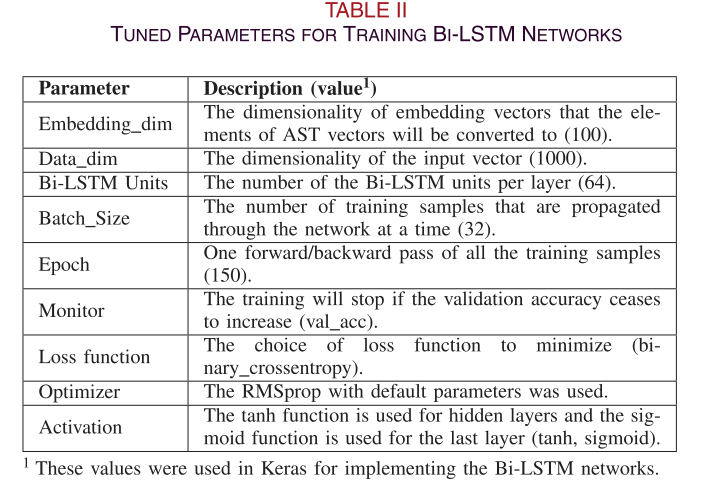 TABLE II
TUNED PARAMETERS FOR TRAINING BI-LSTM NETWORKS
Parameter Description (value¹)
Embedding_dim The dimensionality of embedding vectors that the ele-
ments of AST vectors will be converted to (100).
Data_dim The dimensionality of the input vector (1000).
Bi-LSTM Units The number of the Bi-LSTM units per layer (64).
Batch_Size The number of training samples that are propagated
through the network at a time (32).
Epoch One forward/backward pass of all the training samples
(150).
Monitor The training will stop if the validation accuracy ceases
to increase (val_acc).
Loss function The choice of loss function to minimize (bi-
nary_crossentropy).
Optimizer The RMSprop with default parameters was used.
Activation The tanh function is used for hidden layers and the sig-
moid function is used for the last layer (tanh, sigmoid).
¹ These values were used in Keras for implementing the Bi-LSTM networks.